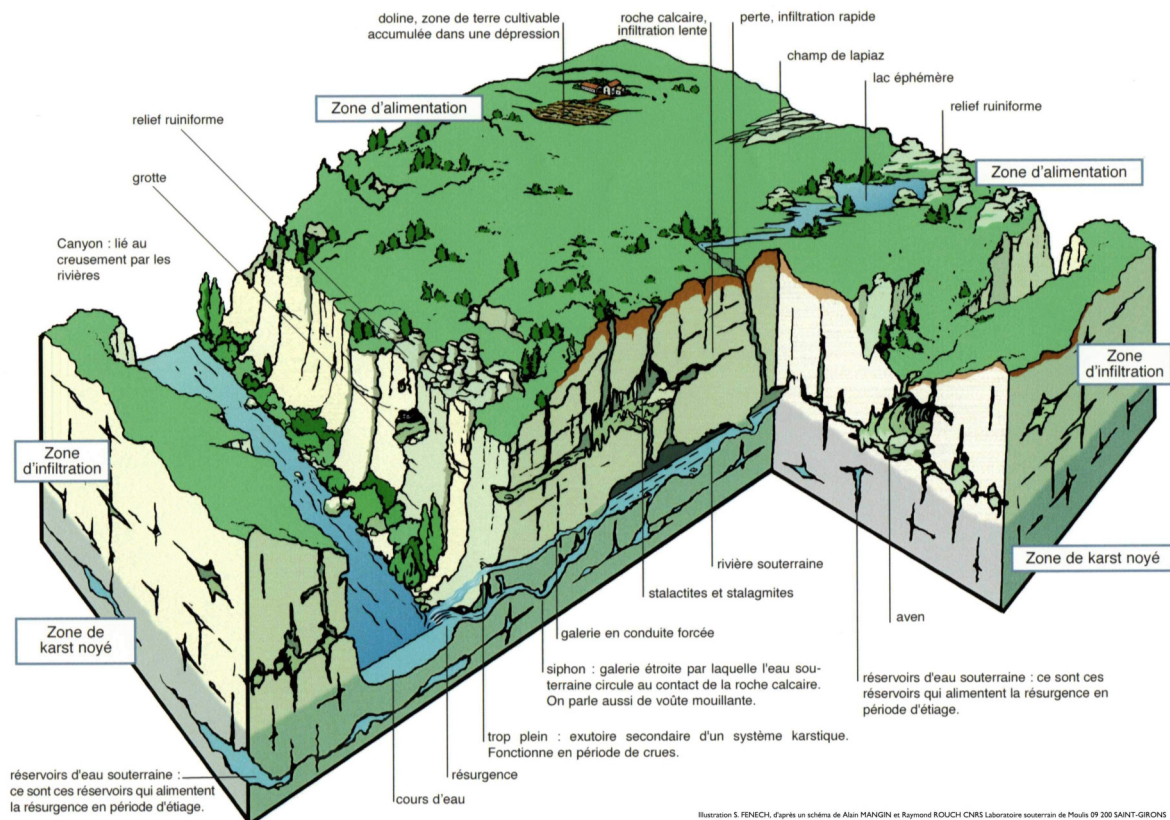 doline, zone de terre cultivable
accumulée dans une dépression
roche calcaire,
infiltration lente
perte, infiltration rapide
champ de lapiaz
lac éphémère
relief ruiniforme
Zone d'alimentation
relief ruiniforme
Zone d'alimentation
grotte
Canyon : lié au
creusement par les
rivières
Zone
d'infiltration
Zone
d'infiltration
Zone de karst noyé
rivière souterraine
stalactites et stalagmites
aven
Zone de
karst noyé
galerie en conduite forcée
siphon : galerie étroite par laquelle l'eau sou-
terraine circule au contact de la roche calcaire.
On parle aussi de voûte mouillante.
réservoirs d'eau souterraine : ce sont ces
réservoirs qui alimentent la résurgence en
période d'étiage.
trop plein : exutoire secondaire d'un système karstique.
Fonctionne en période de crues.
résurgence
réservoirs d'eau souterraine :
ce sont ces réservoirs qui alimentent
la résurgence en période d'étiage.
cours d'eau
Illustration S. FENECH, d'après un schéma de Alain MANGIN et Raymond ROUCH CNRS Laboratoire souterrain de Moulis 09 200 SAINT-GIRONS